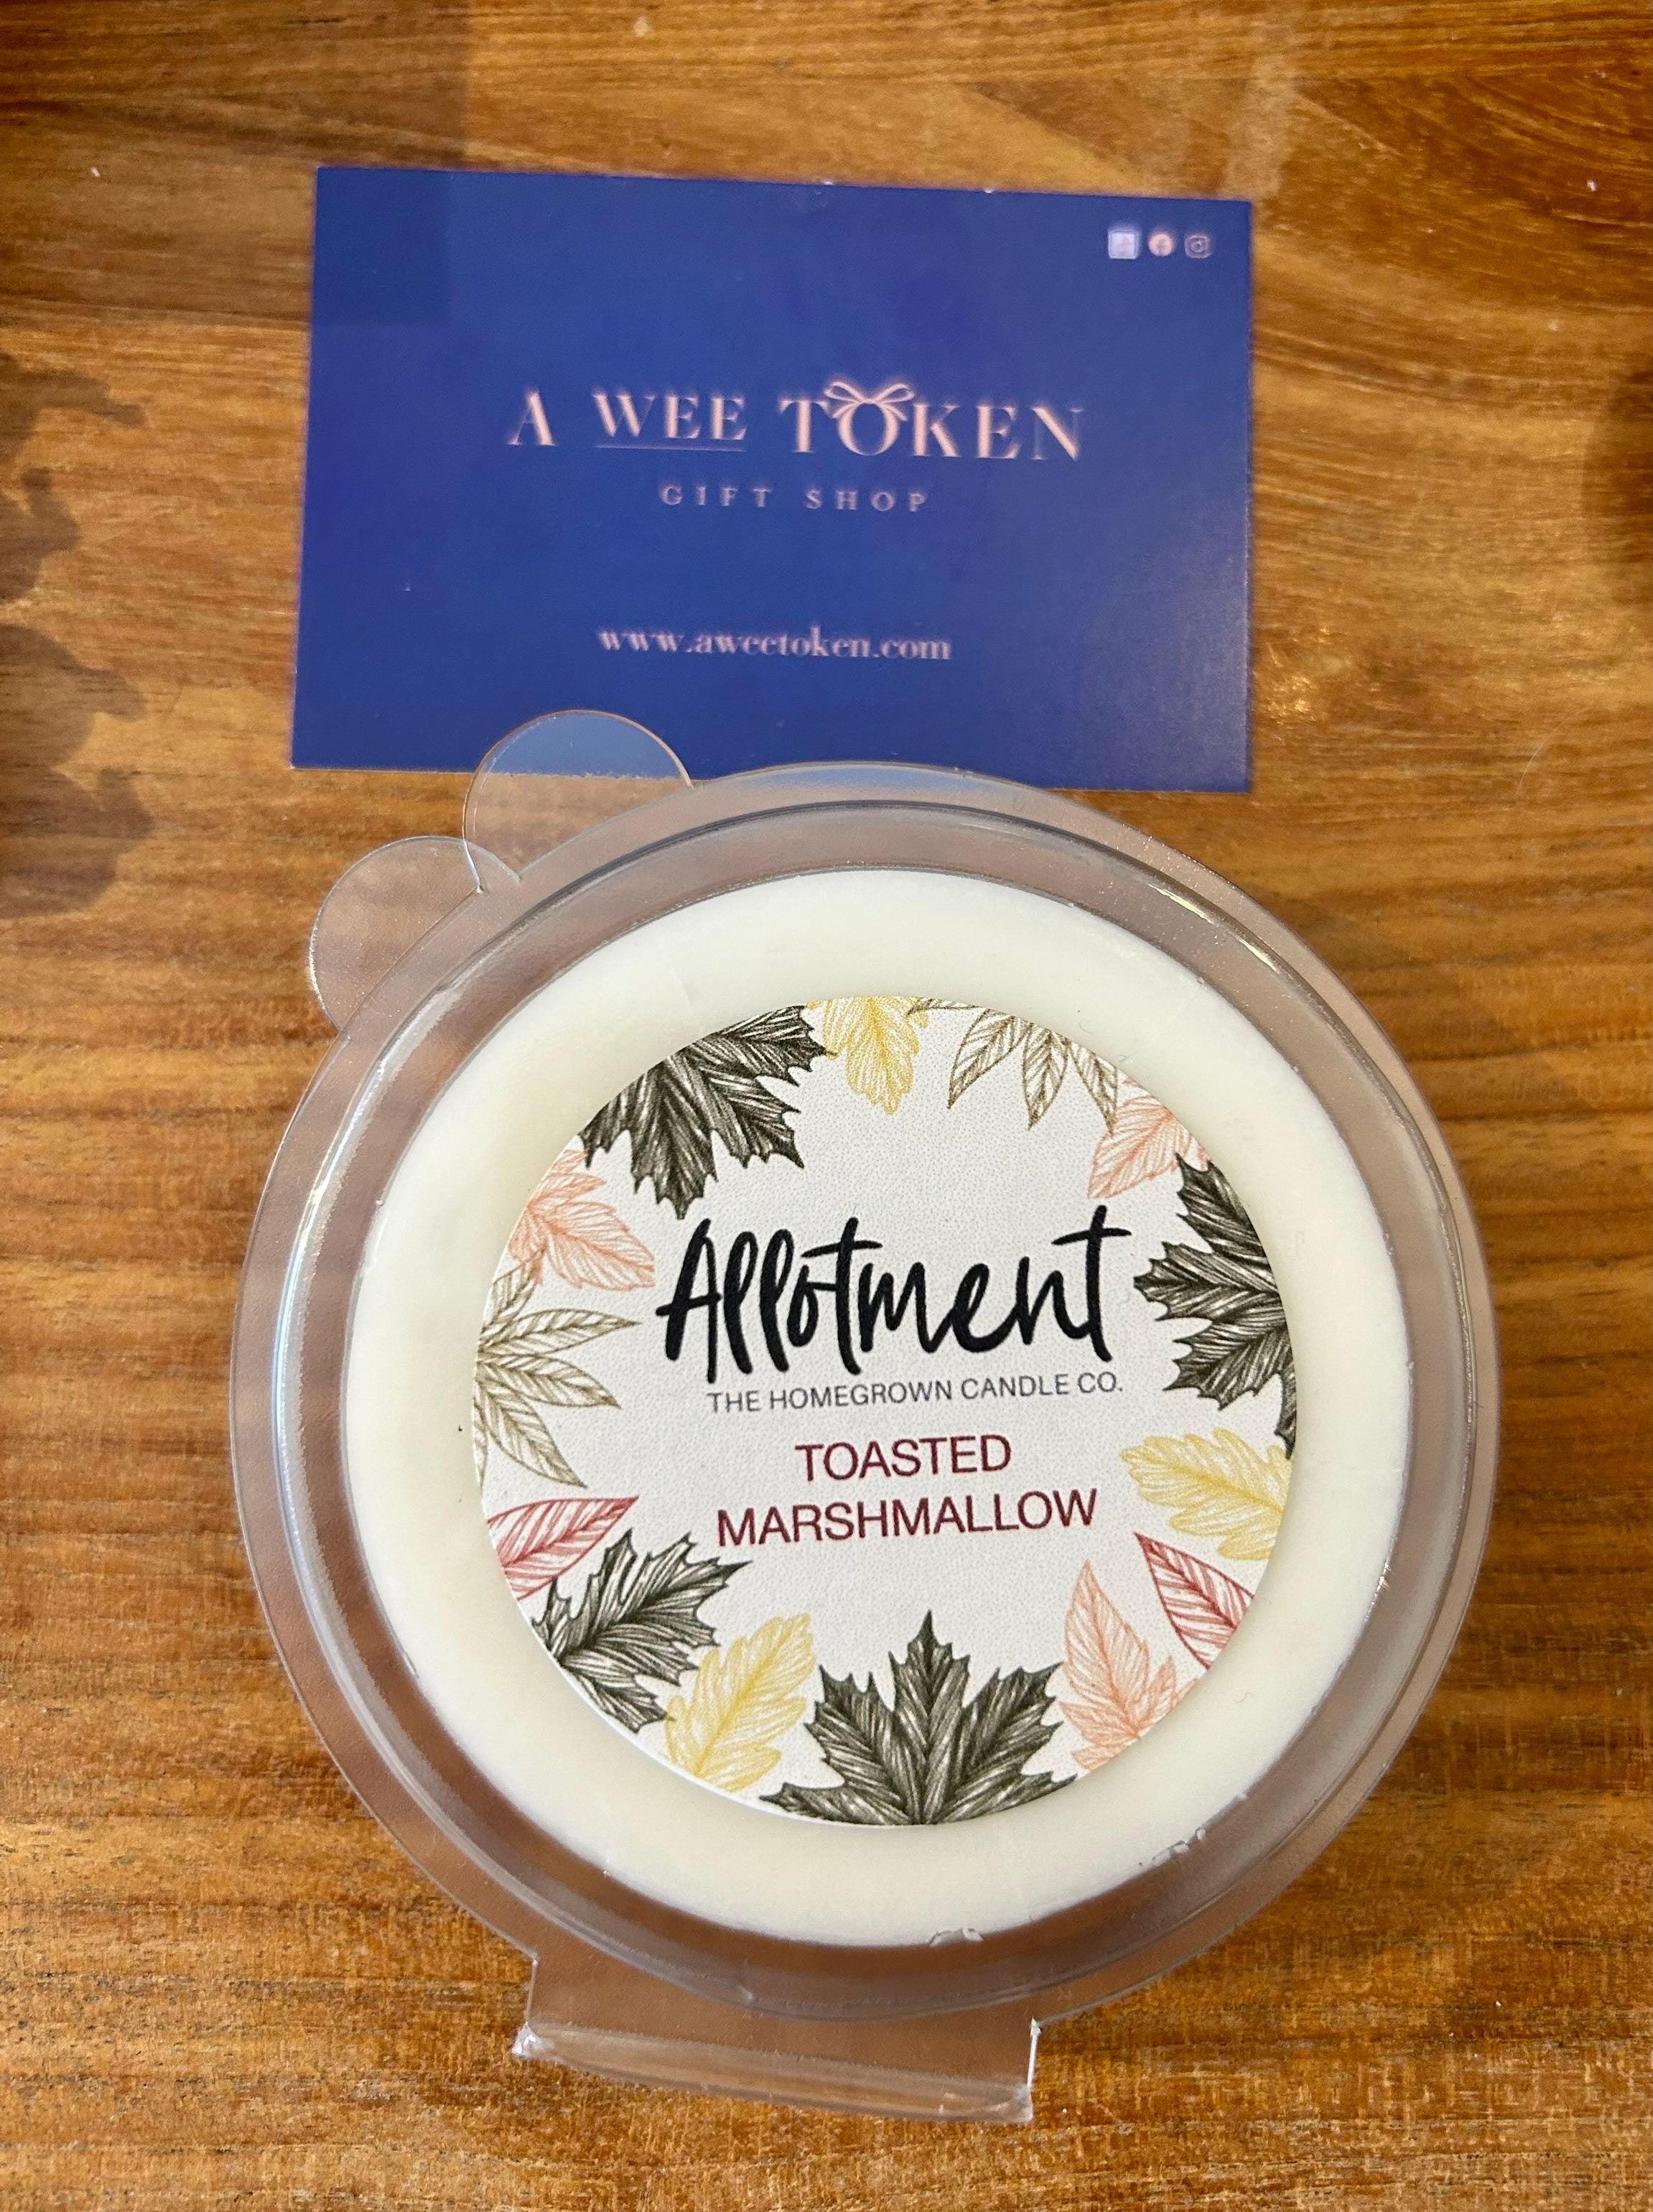 A WEE TOKEN
GIFT SHOP
www.aweetoken.com
Allotment
THE HOMEGROWN CANDLE CO.
TOASTED
MARSHMALLOW